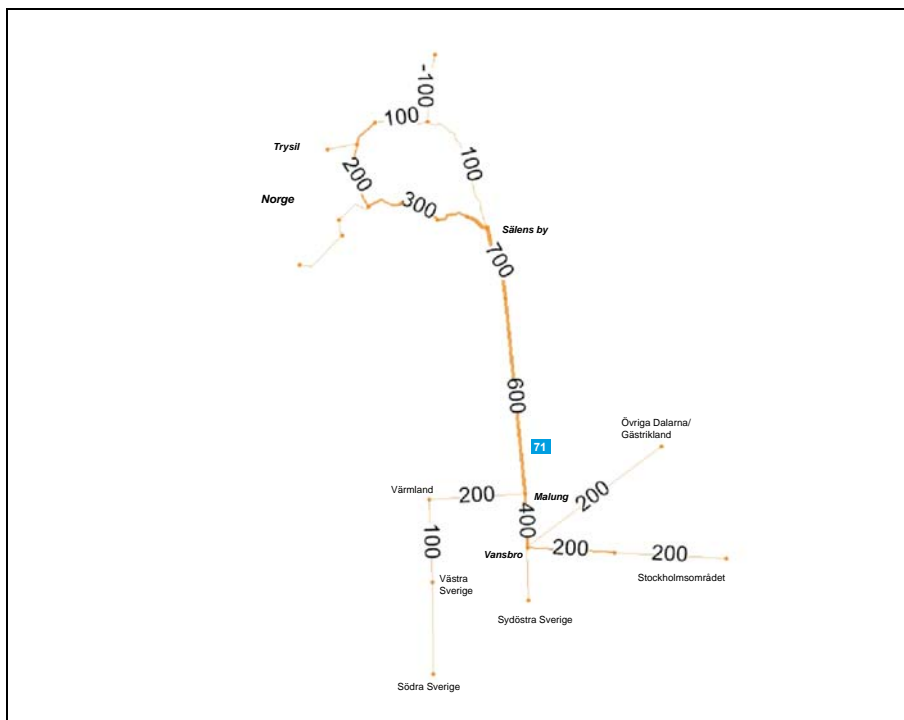 -100
100
Trysil
200
100
Norge
300
Sälens by
700
600
Övriga Dalarna/
Gästrikland
71
Värmland
200
Malung
200
400
100
Vansbro
200
200
Västra
Sverige
Stockholmsområdet
Sydöstra Sverige
Södra Sverige